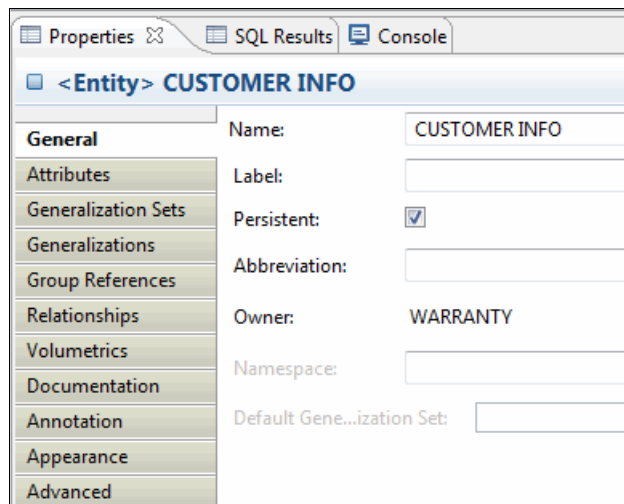 Properties
SQL Results
Console
<Entity> CUSTOMER INFO
General
Attributes
Generalization Sets
Generalizations
Group References
Relationships
Volumetrics
Documentation
Annotation
Appearance
Advanced
Name: CUSTOMER INFO
Label:
Persistent:
Abbreviation:
Owner: WARRANTY
Namespace:
Default Gene...ization Set: